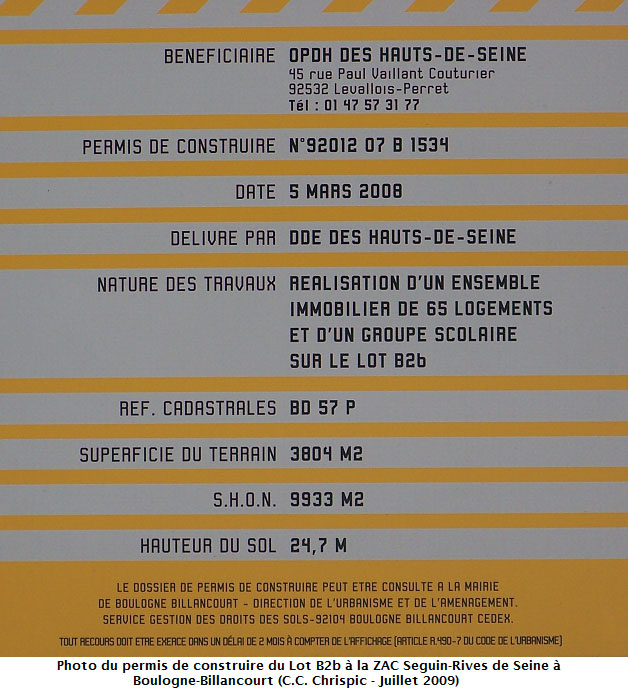 BENEFICIAIRE OPDH DES HAUTS-DE-SEINE
45 rue Paul Vaillant Couturier
92532 Levallois-Perret
Tél : 01 47 57 31 77
PERMIS DE CONSTRUIRE N°92012 07 B 1534
DATE 5 MARS 2008
DELIVRE PAR DDE DES HAUTS-DE-SEINE
NATURE DES TRAVAUX REALISATION D'UN ENSEMBLE
IMMOBILIER DE 65 LOGEMENTS
ET D'UN GROUPE SCOLAIRE
SUR LE LOT B2b
REF. CADASTRALES BD 57 P
SUPERFICIE DU TERRAIN 3804 M2
S.H.O.N. 9933 M2
HAUTEUR DU SOL 24,7 M
LE DOSSIER DE PERMIS DE CONSTRUIRE PEUT ETRE CONSULTE A LA MAIRIE
DE BOULOGNE BILLANCOURT - DIRECTION DE L'URBANISME ET DE L'AMENAGEMENT.
SERVICE GESTION DES DROITS DES SOLS-92104 BOULOGNE BILLANCOURT CEDEX.
TOUT RECOURS DOIT ETRE EXERCE DANS UN DÉLAI DE 2 MOIS À COMPTER DE L'AFFICHAGE (ARTICLE R.490-7 DU CODE DE L'URBANISME)
Photo du permis de construire du Lot B2b à la ZAC Seguin-Rives de Seine à
Boulogne-Billancourt (C.C. Chrispic - Juillet 2009)